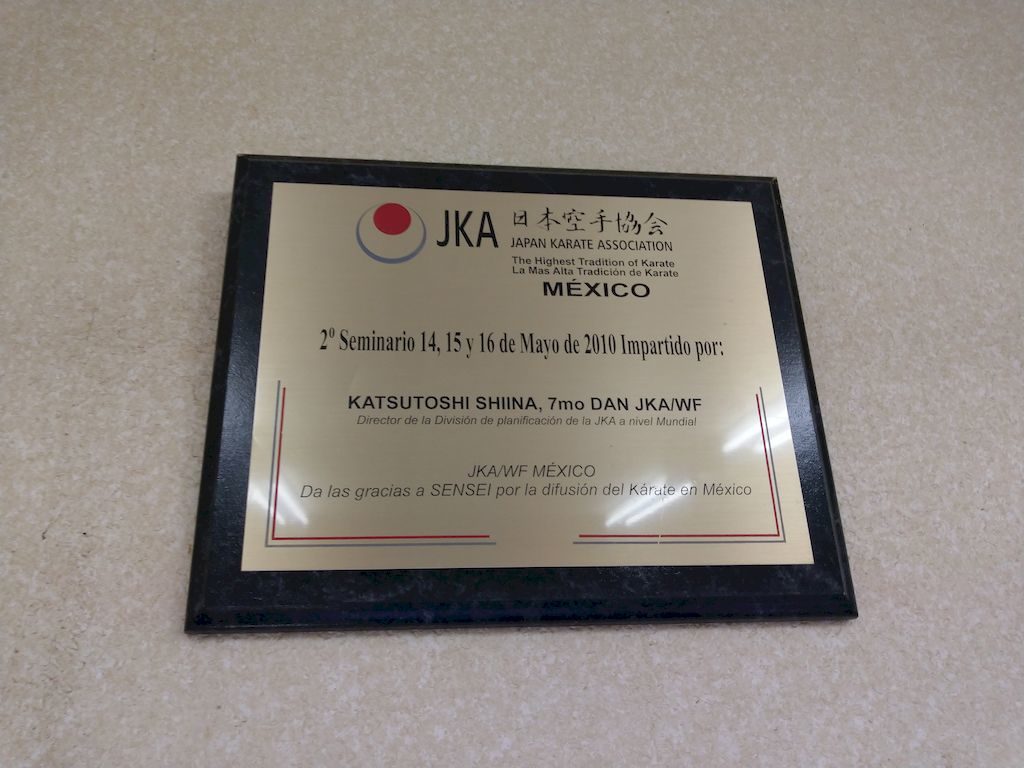 JKA 日本空手協会
JAPAN KARATE ASSOCIATION
The Highest Tradition of Karate
La Mas Alta Tradición de Karate
MÉXICO
2º Seminario 14, 15 y 16 de Mayo de 2010 Impartido por:
KATSUTOSHI SHIINA, 7mo DAN JKA/WF
Director de la División de planificación de la JKA a nivel Mundial
JKA/WF MÉXICO
Da las gracias a SENSEI por la difusión del Kárate en México